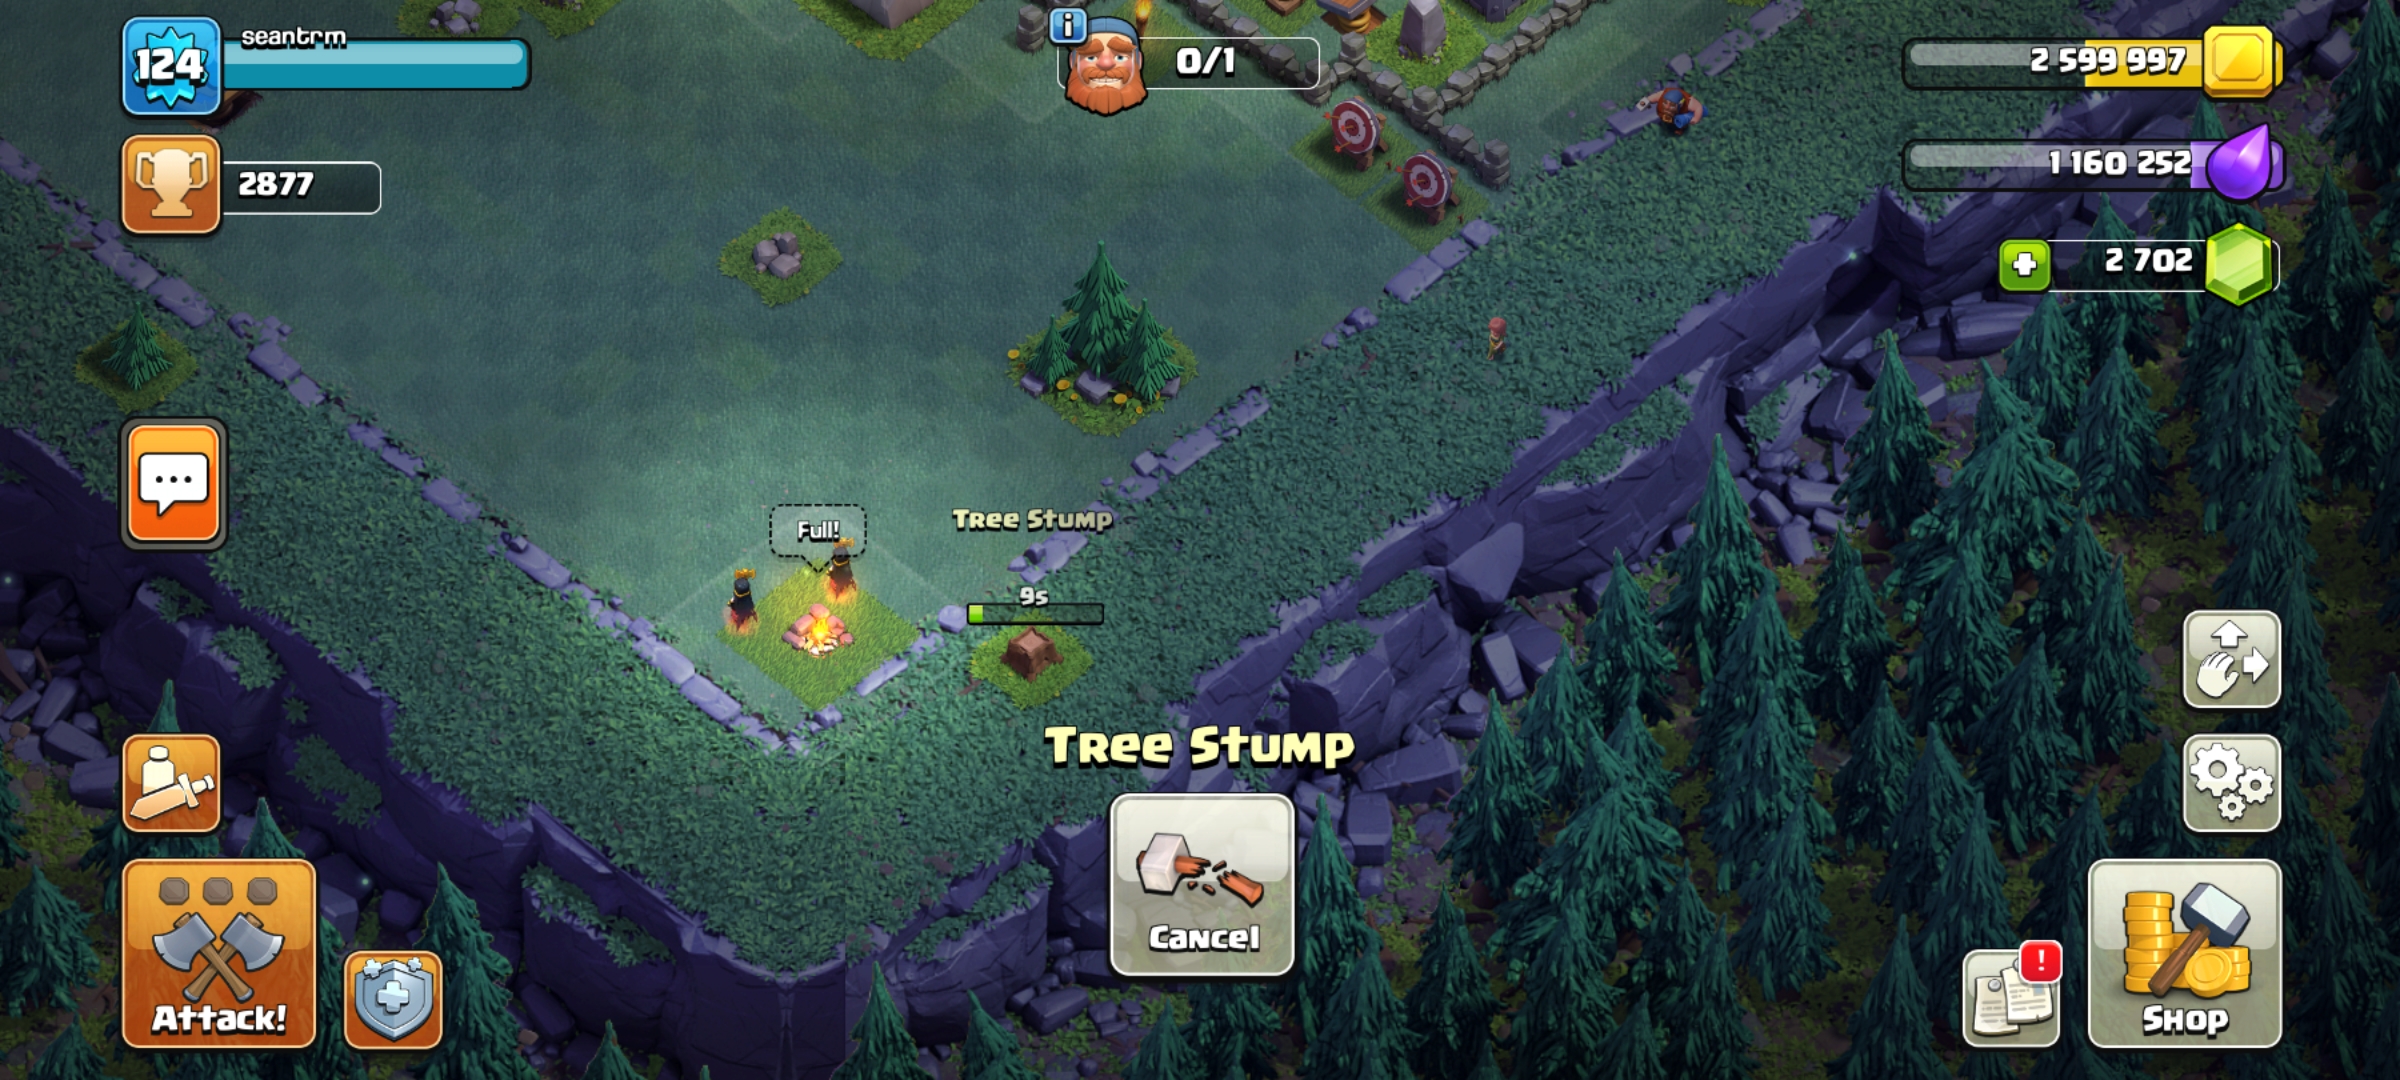 124
seantrm
0/1
2 599 997
2877
1 160 252
2 702
Full!
Tree Stump
9s
Tree Stump
Cancel
Attack!
!
Shop